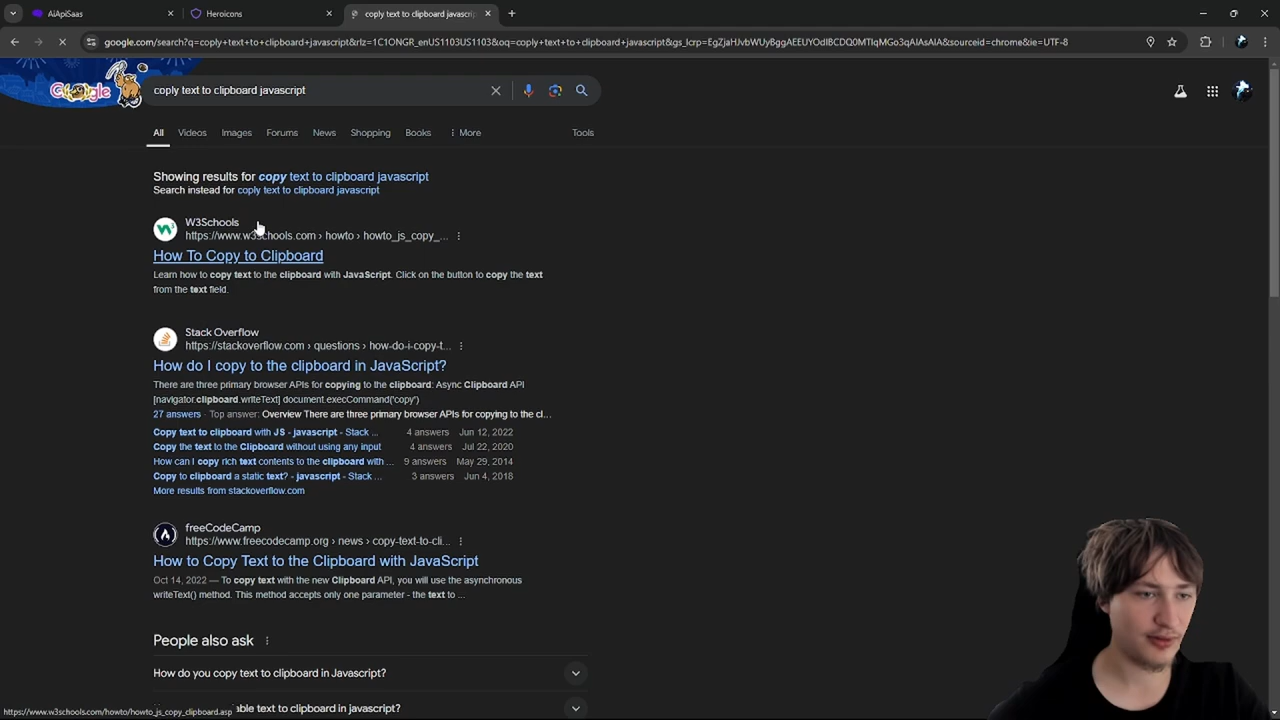 AiApiSaas
Heroicons
coply text to clipboard javascri
google.com/search?q=coply+text+to+clipboard+javascript&rlz=1C1ONGR_enUS1103US1103&oq=coply+text+to+clipboard+javascript&gs_lcrp=EgZjaHJvbWUyBggAEEUYOdIBCDQ0MTlqMGo3qAIAsAIA&sourceid=chrome&ie=UTF-8
Google
coply text to clipboard javascript
All Videos Images Forums News Shopping Books More Tools
Showing results for copy text to clipboard javascript
Search instead for coply text to clipboard javascript
W3Schools
https://www.w3schools.com › howto › howto_js_copy_...
How To Copy to Clipboard
Learn how to copy text to the clipboard with JavaScript. Click on the button to copy the text
from the text field.
Stack Overflow
https://stackoverflow.com › questions › how-do-i-copy-t...
How do I copy to the clipboard in JavaScript?
There are three primary browser APIs for copying to the clipboard: Async Clipboard API
[navigator.clipboard.writeText] document.execCommand('copy')
27 answers · Top answer: Overview There are three primary browser APIs for copying to the cl...
Copy text to clipboard with JS - javascript - Stack ... 4 answers Jun 12, 2022
Copy the text to the Clipboard without using any input 4 answers Jul 22, 2020
How can I copy rich text contents to the clipboard with ... 9 answers May 29, 2014
Copy to clipboard a static text? - javascript - Stack ... 3 answers Jun 4, 2018
More results from stackoverflow.com
freeCodeCamp
https://www.freecodecamp.org › news › copy-text-to-cli...
How to Copy Text to the Clipboard with JavaScript
Oct 14, 2022 — To copy text with the new Clipboard API, you will use the asynchronous
writeText() method. This method accepts only one parameter - the text to ...
People also ask
How do you copy text to clipboard in Javascript?
able text to clipboard in javascript?
https://www.w3schools.com/howto/howto_js_copy_clipboard.asp